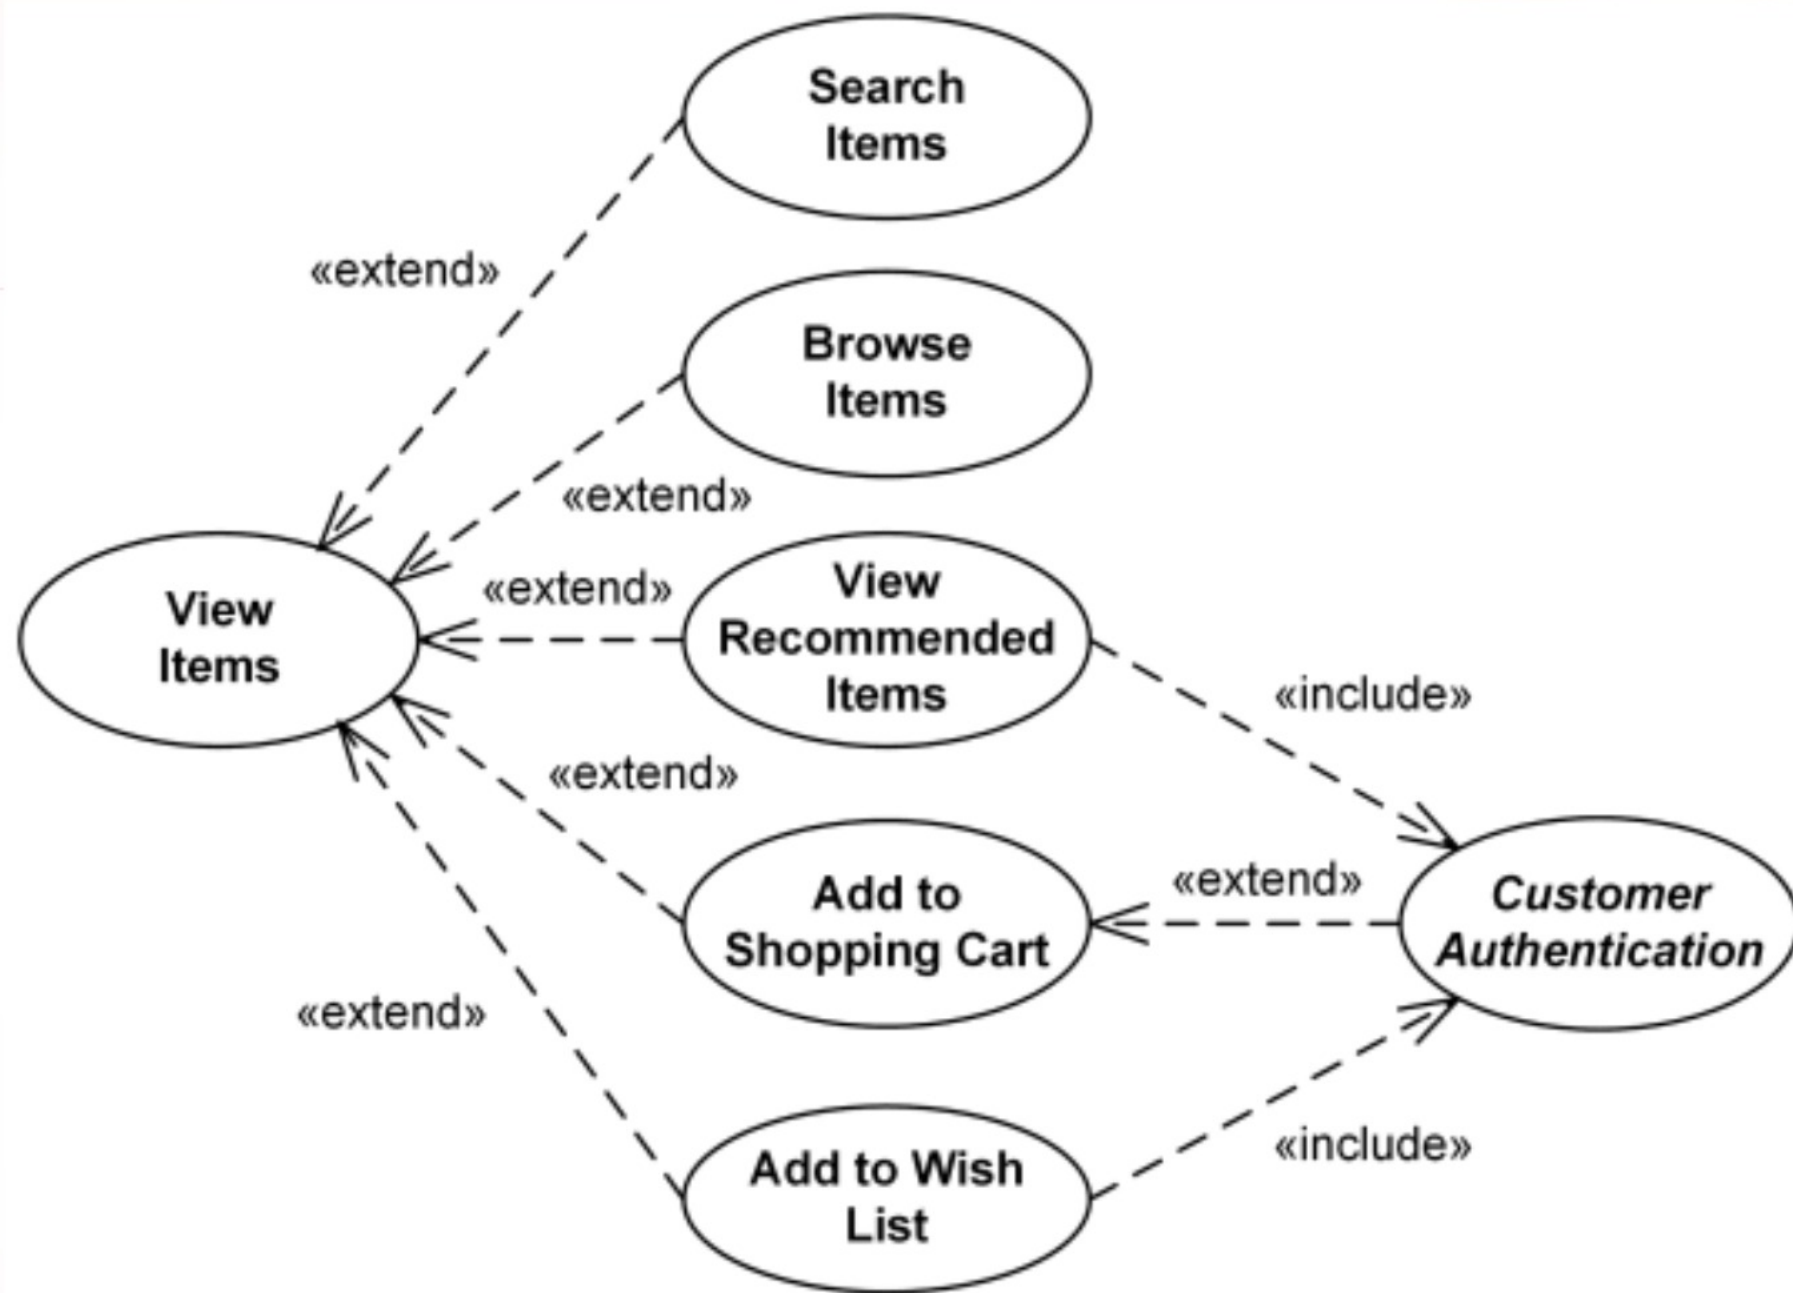 Search
Items
«extend»
Browse
Items
«extend»
«extend»
View
Recommended
Items
View
Items
«include»
«extend»
Add to
Shopping Cart
«extend»
Customer
Authentication
«extend»
Add to Wish
List
«include»